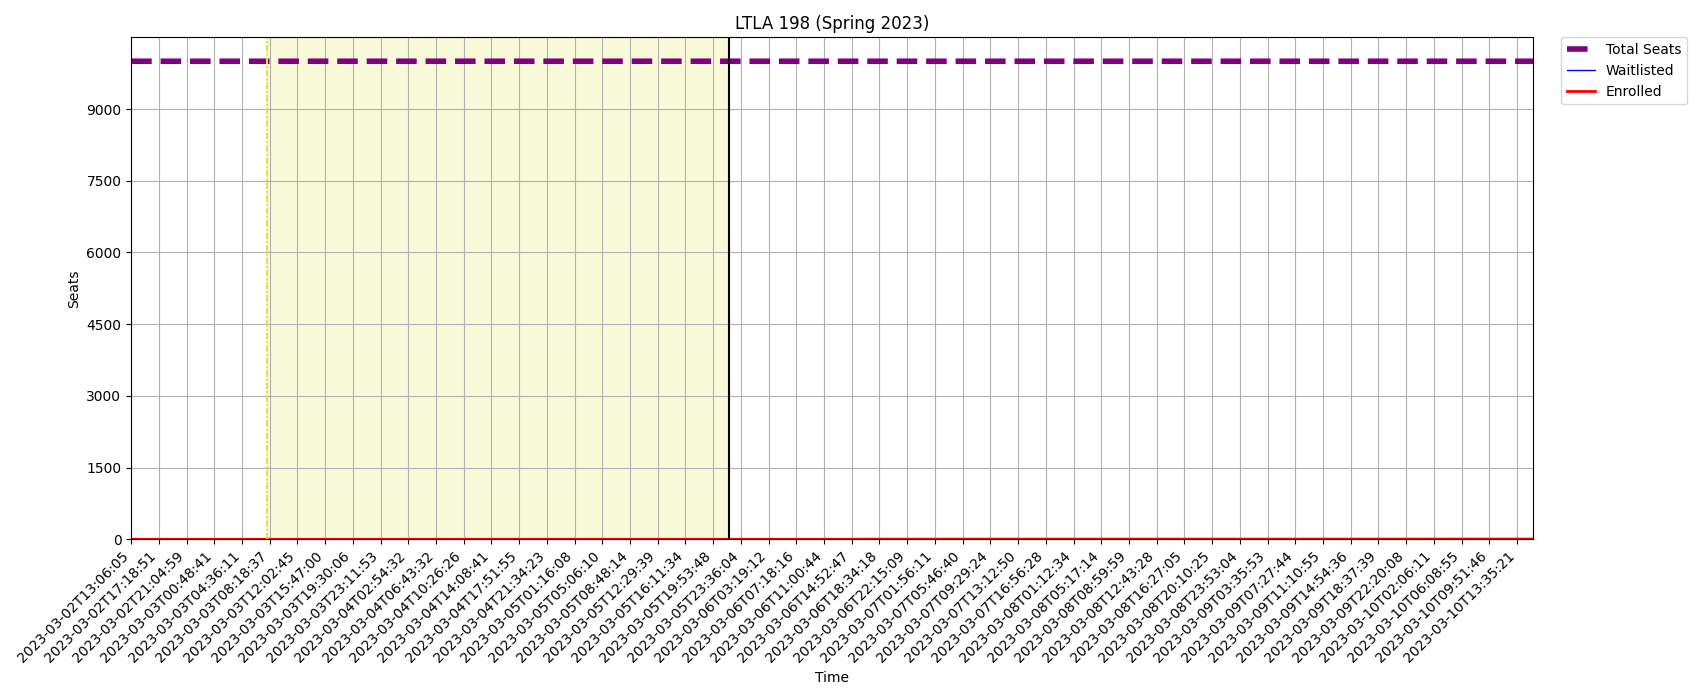 LTLA 198 (Spring 2023)
Total Seats
Waitlisted
Enrolled
Seats
9000
7500
6000
4500
3000
1500
0
2023-03-02T13:06:05
2023-03-02T17:18:51
2023-03-02T21:04:59
2023-03-03T00:48:41
2023-03-03T04:36:11
2023-03-03T08:18:37
2023-03-03T12:02:45
2023-03-03T15:47:00
2023-03-03T19:30:06
2023-03-03T23:11:53
2023-03-04T02:54:32
2023-03-04T06:43:32
2023-03-04T10:26:26
2023-03-04T14:08:41
2023-03-04T17:51:55
2023-03-04T21:34:23
2023-03-05T01:16:08
2023-03-05T05:06:10
2023-03-05T08:48:14
2023-03-05T12:29:39
2023-03-05T16:11:34
2023-03-05T19:53:48
2023-03-05T23:36:04
2023-03-06T03:19:12
2023-03-06T07:18:16
2023-03-06T11:00:44
2023-03-06T14:52:47
2023-03-06T18:34:18
2023-03-06T22:15:09
2023-03-07T01:56:11
2023-03-07T05:46:40
2023-03-07T09:29:24
2023-03-07T13:12:50
2023-03-07T16:56:28
2023-03-08T01:12:34
2023-03-08T05:17:14
2023-03-08T08:59:59
2023-03-08T12:43:28
2023-03-08T16:27:05
2023-03-08T20:10:25
2023-03-08T23:53:04
2023-03-09T03:35:53
2023-03-09T07:27:44
2023-03-09T11:10:55
2023-03-09T14:54:36
2023-03-09T18:37:39
2023-03-09T22:20:08
2023-03-10T02:06:11
2023-03-10T06:08:55
2023-03-10T09:51:46
2023-03-10T13:35:21
Time